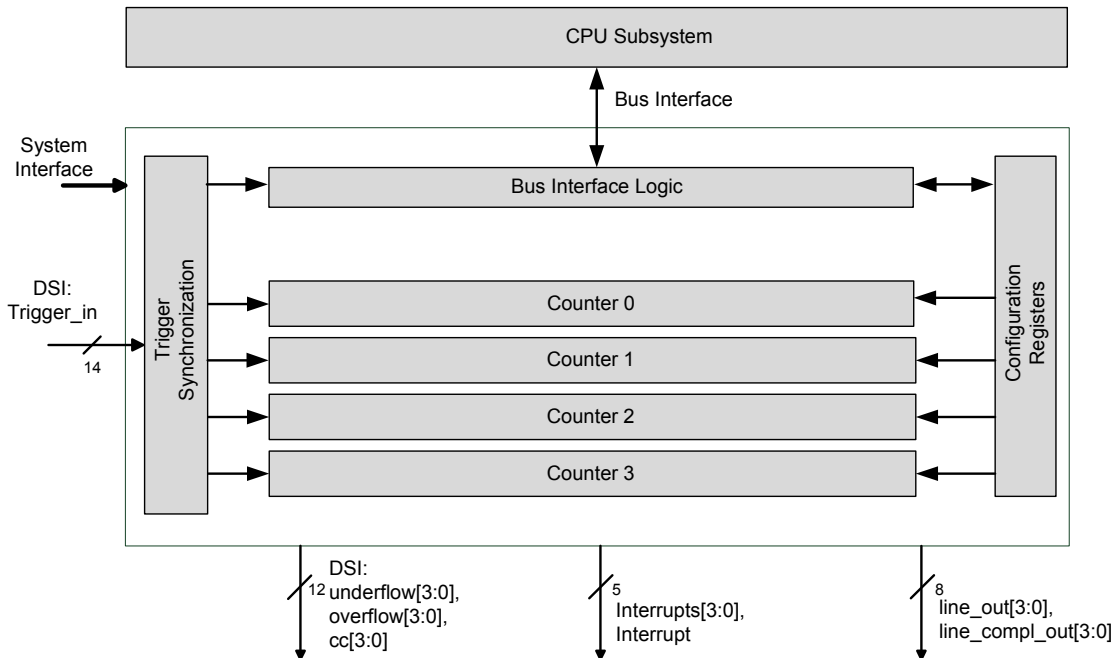 CPU Subsystem
Bus Interface
System
Interface
Bus Interface Logic
Trigger
Synchronization
Configuration
Registers
DSI:
Trigger_in
14
Counter 0
Counter 1
Counter 2
Counter 3
DSI:
12
underflow[3:0],
overflow[3:0],
cc[3:0]
5
Interrupts[3:0],
Interrupt
8
line_out[3:0],
line_compl_out[3:0]